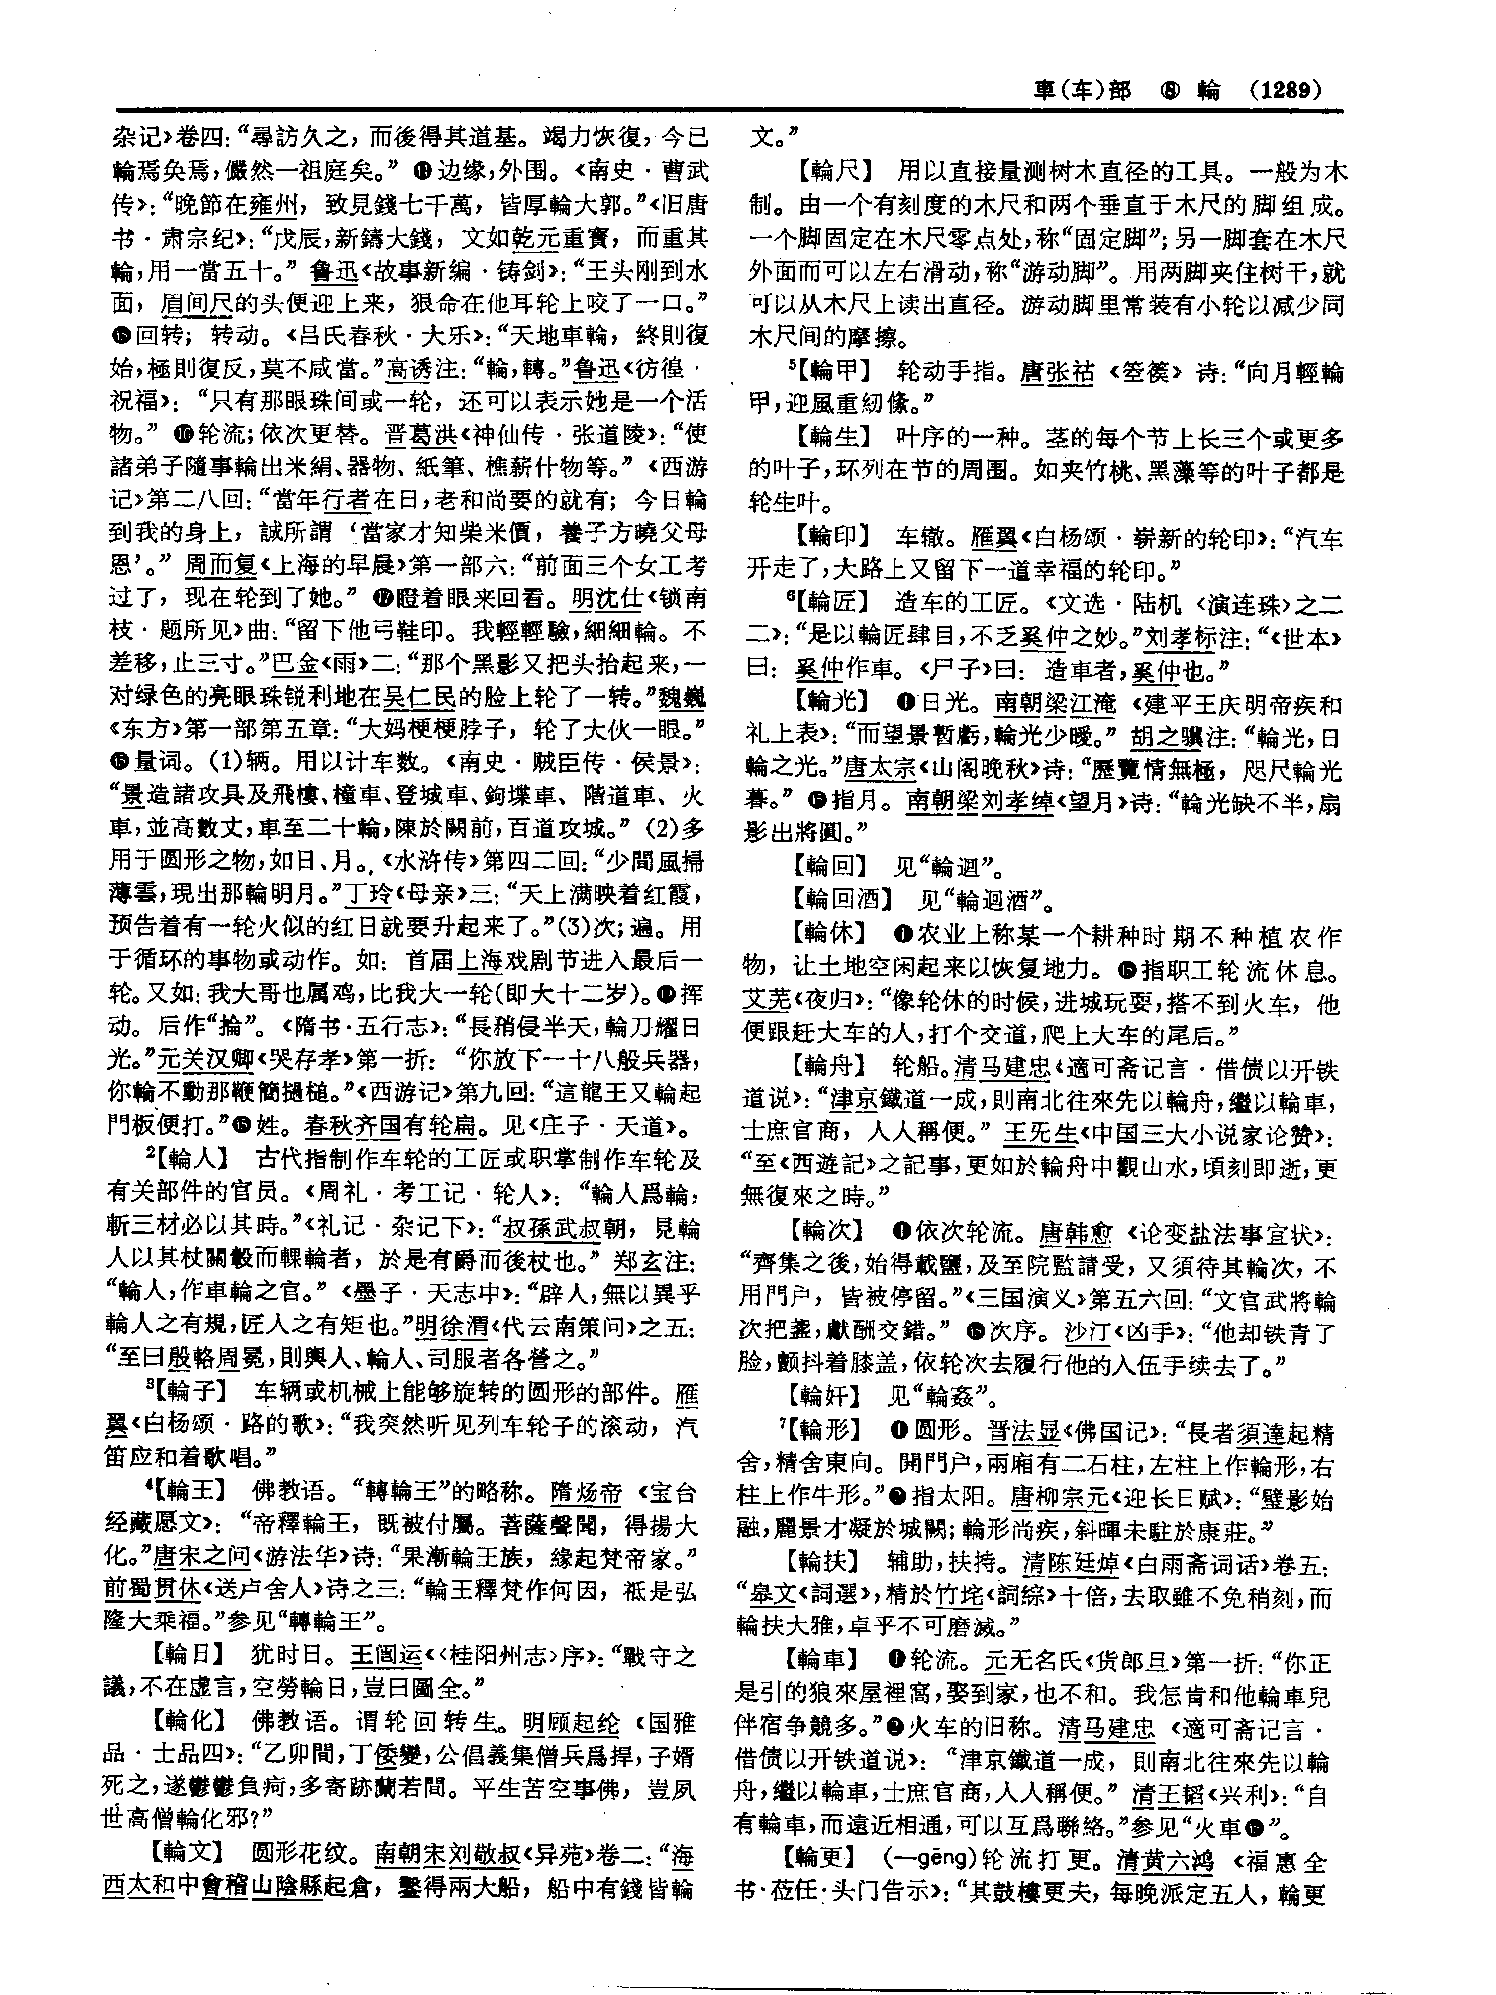 車(车)部 ⑧ 輪 (1289)
杂记》卷四：“尋訪久之，而後得其道基。竭力恢復，今已
輪焉奂焉，儼然一祖庭矣。”⓮边缘，外围。《南史·曹武
传》：“晚節在雍州，致見錢七千萬，皆厚輪大郭。”《旧唐
书·肃宗纪》：“戊辰，新鑄大錢，文如乾元重寳，而重其
輪，用一當五十。”鲁迅《故事新编·铸剑》：“王头刚到水
面，眉间尺的头便迎上来，狠命在他耳轮上咬了一口。”
⓯回转；转动。《吕氏春秋·大乐》：“天地車輪，終則復
始，極則復反，莫不咸當。”高诱注：“輪，轉。”鲁迅《彷徨·
祝福》：“只有那眼珠间或一轮，还可以表示她是一个活
物。”⓰轮流；依次更替。晋葛洪《神仙传·张道陵》：“使
諸弟子隨事輪出米絹、器物、紙筆、樵薪什物等。”《西游
记》第二八回：“當年行者在日，老和尚要的就有；今日輪
到我的身上，誠所謂‘當家才知柴米價，養子方曉父母
恩’。”周而复《上海的早晨》第一部六：“前面三个女工考
过了，现在轮到了她。”⓱瞪着眼来回看。明沈仕《锁南
枝·题所见》曲：“留下他弓鞋印。我輕輕驗，細細輪。不
差移，止三寸。”巴金《雨》二：“那个黑影又把头抬起来，一
对绿色的亮眼珠锐利地在吴仁民的脸上轮了一转。”魏巍
《东方》第一部第五章：“大妈梗梗脖子，轮了大伙一眼。”
⓲量词。(1)辆。用以计车数。《南史·贼臣传·侯景》：
“景造諸攻具及飛樓、橦車、登城車、鉤堞車、階道車、火
車，並高數丈，車至二十輪，陳於闕前，百道攻城。”(2)多
用于圆形之物，如日、月。《水浒传》第四二回：“少間風掃
薄雲，現出那輪明月。”丁玲《母亲》三：“天上满映着红霞，
预告着有一轮火似的红日就要升起来了。”(3)次；遍。用
于循环的事物或动作。如：首届上海戏剧节进入最后一
轮。又如：我大哥也属鸡，比我大一轮(即大十二岁)。⓳挥
动。后作“掄”。《隋书·五行志》：“長矟侵半天，輪刀耀日
光。”元关汉卿《哭存孝》第一折：“你放下一十八般兵器，
你輪不動那鞭簡撾槌。”《西游记》第九回：“這龍王又輪起
門板便打。”⓴姓。春秋齐国有轮扁。见《庄子·天道》。
²【輪人】 古代指制作车轮的工匠或职掌制作车轮及
有关部件的官员。《周礼·考工记·轮人》：“輪人爲輪，
斬三材必以其時。”《礼记·杂记下》：“叔孫武叔朝，見輪
人以其杖關轂而輠輪者，於是有爵而後杖也。”郑玄注：
“輪人，作車輪之官。”《墨子·天志中》：“辟人，無以異乎
輪人之有規，匠人之有矩也。”明徐渭《代云南策问》之五：
“至曰殷輅周冕，則輿人、輪人、司服者各營之。”
³【輪子】 车辆或机械上能够旋转的圆形的部件。雁
翼《白杨颂·路的歌》：“我突然听见列车轮子的滚动，汽
笛应和着歌唱。”
⁴【輪王】 佛教语。“轉輪王”的略称。隋炀帝《宝台
经藏愿文》：“帝釋輪王，既被付屬。菩薩聲聞，得揚大
化。”唐宋之问《游法华》诗：“果漸輪王族，緣起梵帝家。”
前蜀贯休《送卢舍人》诗之三：“輪王釋梵作何因，祗是弘
隆大乘福。”参见“轉輪王”。
【輪日】 犹时日。王闿运《〈桂阳州志〉序》：“戰守之
議，不在虚言，空勞輪日，豈曰圖全。”
【輪化】 佛教语。谓轮回转生。明顾起纶《国雅
品·士品四》：“乙卯間，丁倭變，公倡義集僧兵爲捍，子婿
死之，遂鬱鬱負疴，多寄跡蘭若間。平生苦空事佛，豈夙
世高僧輪化邪？”
【輪文】 圆形花纹。南朝宋刘敬叔《异苑》卷二：“海
西太和中會稽山陰縣起倉，鑿得兩大船，船中有錢皆輪
文。”
【輪尺】 用以直接量测树木直径的工具。一般为木
制。由一个有刻度的木尺和两个垂直于木尺的脚组成。
一个脚固定在木尺零点处，称“固定脚”；另一脚套在木尺
外面而可以左右滑动，称“游动脚”。用两脚夹住树干，就
可以从木尺上读出直径。游动脚里常装有小轮以减少同
木尺间的摩擦。
⁵【輪甲】 轮动手指。唐张祜《箜篌》诗：“向月輕輪
甲，迎風重紉條。”
【輪生】 叶序的一种。茎的每个节上长三个或更多
的叶子，环列在节的周围。如夹竹桃、黑藻等的叶子都是
轮生叶。
【輪印】 车辙。雁翼《白杨颂·崭新的轮印》：“汽车
开走了，大路上又留下一道幸福的轮印。”
⁶【輪匠】 造车的工匠。《文选·陆机〈演连珠〉之二
二》：“是以輪匠肆目，不乏奚仲之妙。”刘孝标注：“《世本》
曰：奚仲作車。《尸子》曰：造車者，奚仲也。”
【輪光】 ❶日光。南朝梁江淹《建平王庆明帝疾和
礼上表》：“而望景暫虧，輪光少曖。”胡之骥注：“輪光，日
輪之光。”唐太宗《山阁晚秋》诗：“歷覽情無極，咫尺輪光
暮。”❷指月。南朝梁刘孝绰《望月》诗：“輪光缺不半，扇
影出將圓。”
【輪回】 见“輪迴”。
【輪回酒】 见“輪迴酒”。
【輪休】 ❶农业上称某一个耕种时期不种植农作
物，让土地空闲起来以恢复地力。❷指职工轮流休息。
艾芜《夜归》：“像轮休的时候，进城玩耍，搭不到火车，他
便跟赶大车的人，打个交道，爬上大车的尾后。”
【輪舟】 轮船。清马建忠《適可斋记言·借债以开铁
道说》：“津京鐵道一成，則南北往來先以輪舟，繼以輪車，
士庶官商，人人稱便。”王旡生《中国三大小说家论赞》：
“至《西遊記》之記事，更如於輪舟中觀山水，頃刻即逝，更
無復來之時。”
【輪次】 ❶依次轮流。唐韩愈《论变盐法事宜状》：
“齊集之後，始得載鹽，及至院監請受，又須待其輪次，不
用門户，皆被停留。”《三国演义》第五六回：“文官武將輪
次把盞，獻酬交錯。”❷次序。沙汀《凶手》：“他却铁青了
脸，颤抖着膝盖，依轮次去履行他的入伍手续去了。”
【輪奸】 见“輪姦”。
⁷【輪形】 ❶圆形。晋法显《佛国记》：“長者須達起精
舍，精舍東向。開門户，兩廂有二石柱，左柱上作輪形，右
柱上作牛形。”❷指太阳。唐柳宗元《迎长日赋》：“璧影始
融，麗景才凝於城闕；輪形尚疾，斜暉未駐於康莊。”
【輪扶】 辅助，扶持。清陈廷焯《白雨斋词话》卷五：
“皋文《詞選》，精於竹垞《詞綜》十倍，去取雖不免稍刻，而
輪扶大雅，卓乎不可磨滅。”
【輪車】 ❶轮流。元无名氏《货郎旦》第一折：“你正
是引的狼來屋裡窩，娶到家，也不和。我怎肯和他輪車兒
伴宿争競多。”❷火车的旧称。清马建忠《適可斋记言·
借债以开铁道说》：“津京鐵道一成，則南北往來先以輪
舟，繼以輪車，士庶官商，人人稱便。”清王韬《兴利》：“自
有輪車，而遠近相通，可以互爲聯絡。”参见“火車❶”。
【輪更】 (—gēng)轮流打更。清黄六鸿《福惠全
书·莅任·头门告示》：“其鼓樓更夫，每晚派定五人，輪更